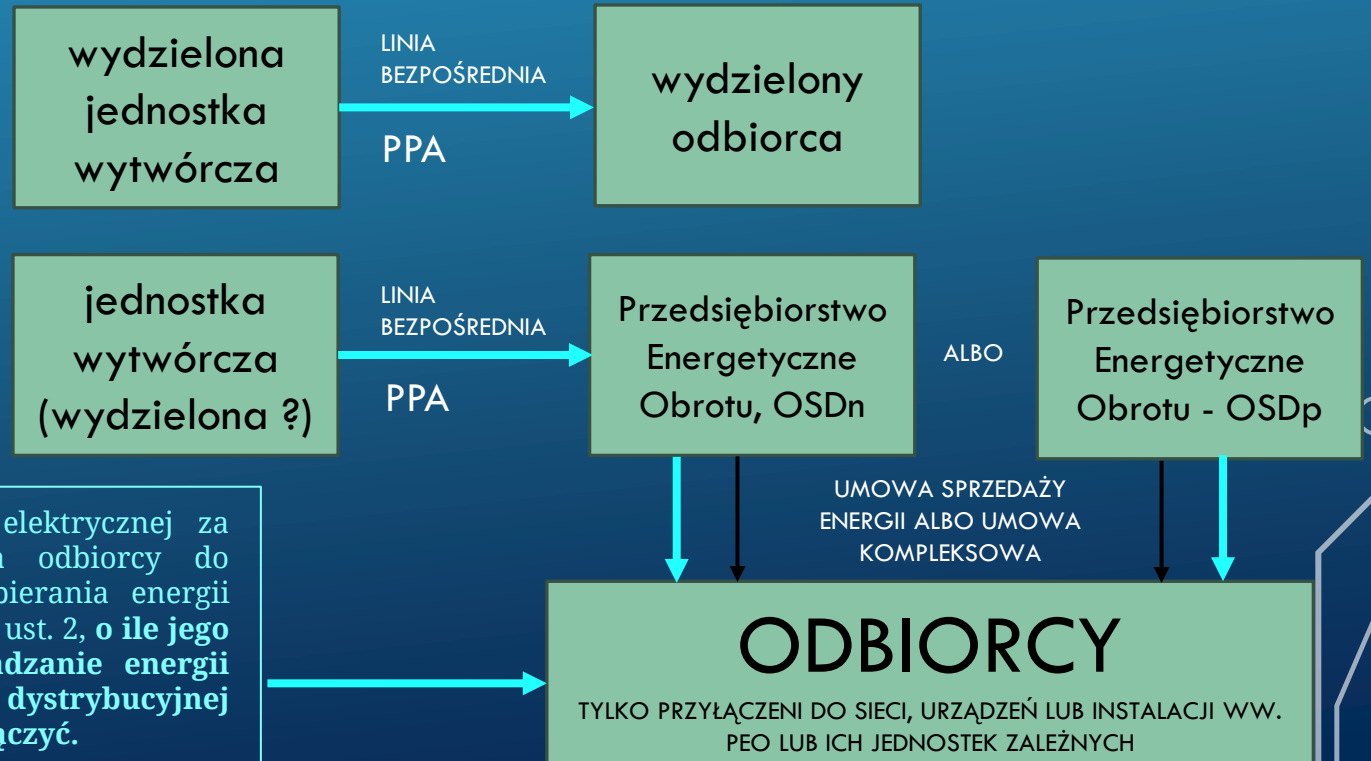 wydzielona
jednostka
wytwórcza
LINIA
BEZPOŚREDNIA
PPA
wydzielony
odbiorca
jednostka
wytwórcza
(wydzielona ?)
LINIA
BEZPOŚREDNIA
PPA
Przedsiębiorstwo
Energetyczne
Obrotu, OSDn
ALBO
Przedsiębiorstwo
Energetyczne
Obrotu - OSDp
UMOWA SPRZEDAŻY
ENERGII ALBO UMOWA
KOMPLEKSOWA
elektrycznej za
odbiorcy do
bierania energii
ust. 2, o ile jego
dzanie energii
dystrybucyjnej
ączyć.
ODBIORCY
TYLKO PRZYŁĄCZENI DO SIECI, URZĄDZEŃ LUB INSTALACJI WW.
PEO LUB ICH JEDNOSTEK ZALEŻNYCH